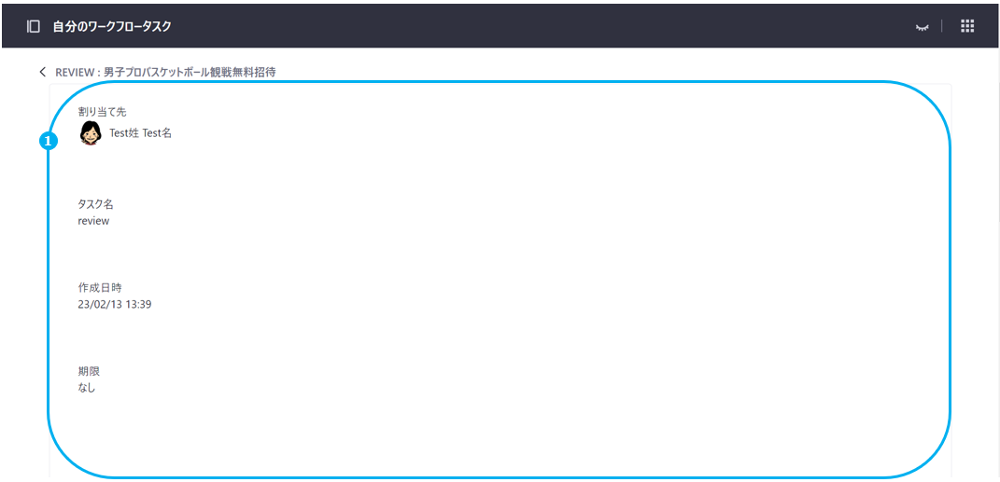 自分のワークフロータスク
REVIEW : 男子プロバスケットボール観戦無料招待
1
割り当て先
Test姓 Test名
タスク名
review
作成日時
23/02/13 13:39
期限
なし